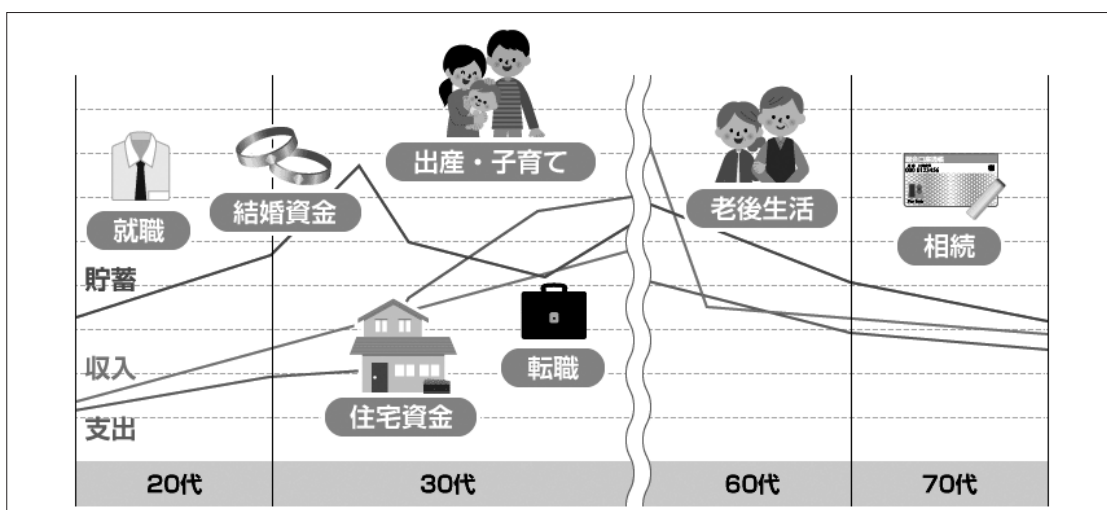 出産・子育て
結婚資金
老後生活
就職
相続
貯蓄
転職
収入
住宅資金
支出
20代
30代
60代
70代